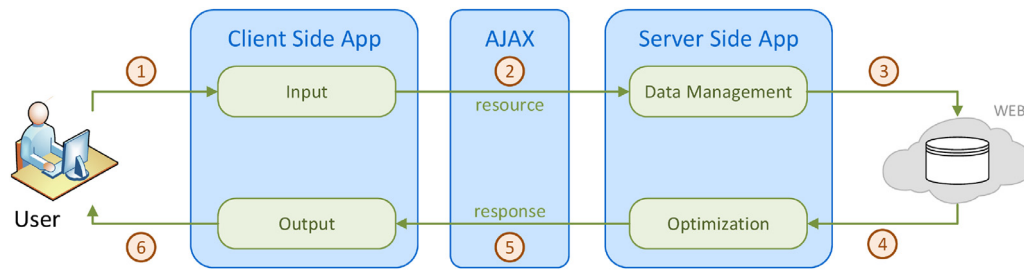 Client Side App
AJAX
Server Side App
1
2
3
Input
resource
Data Management
WEB
User
Output
response
Optimization
6
5
4